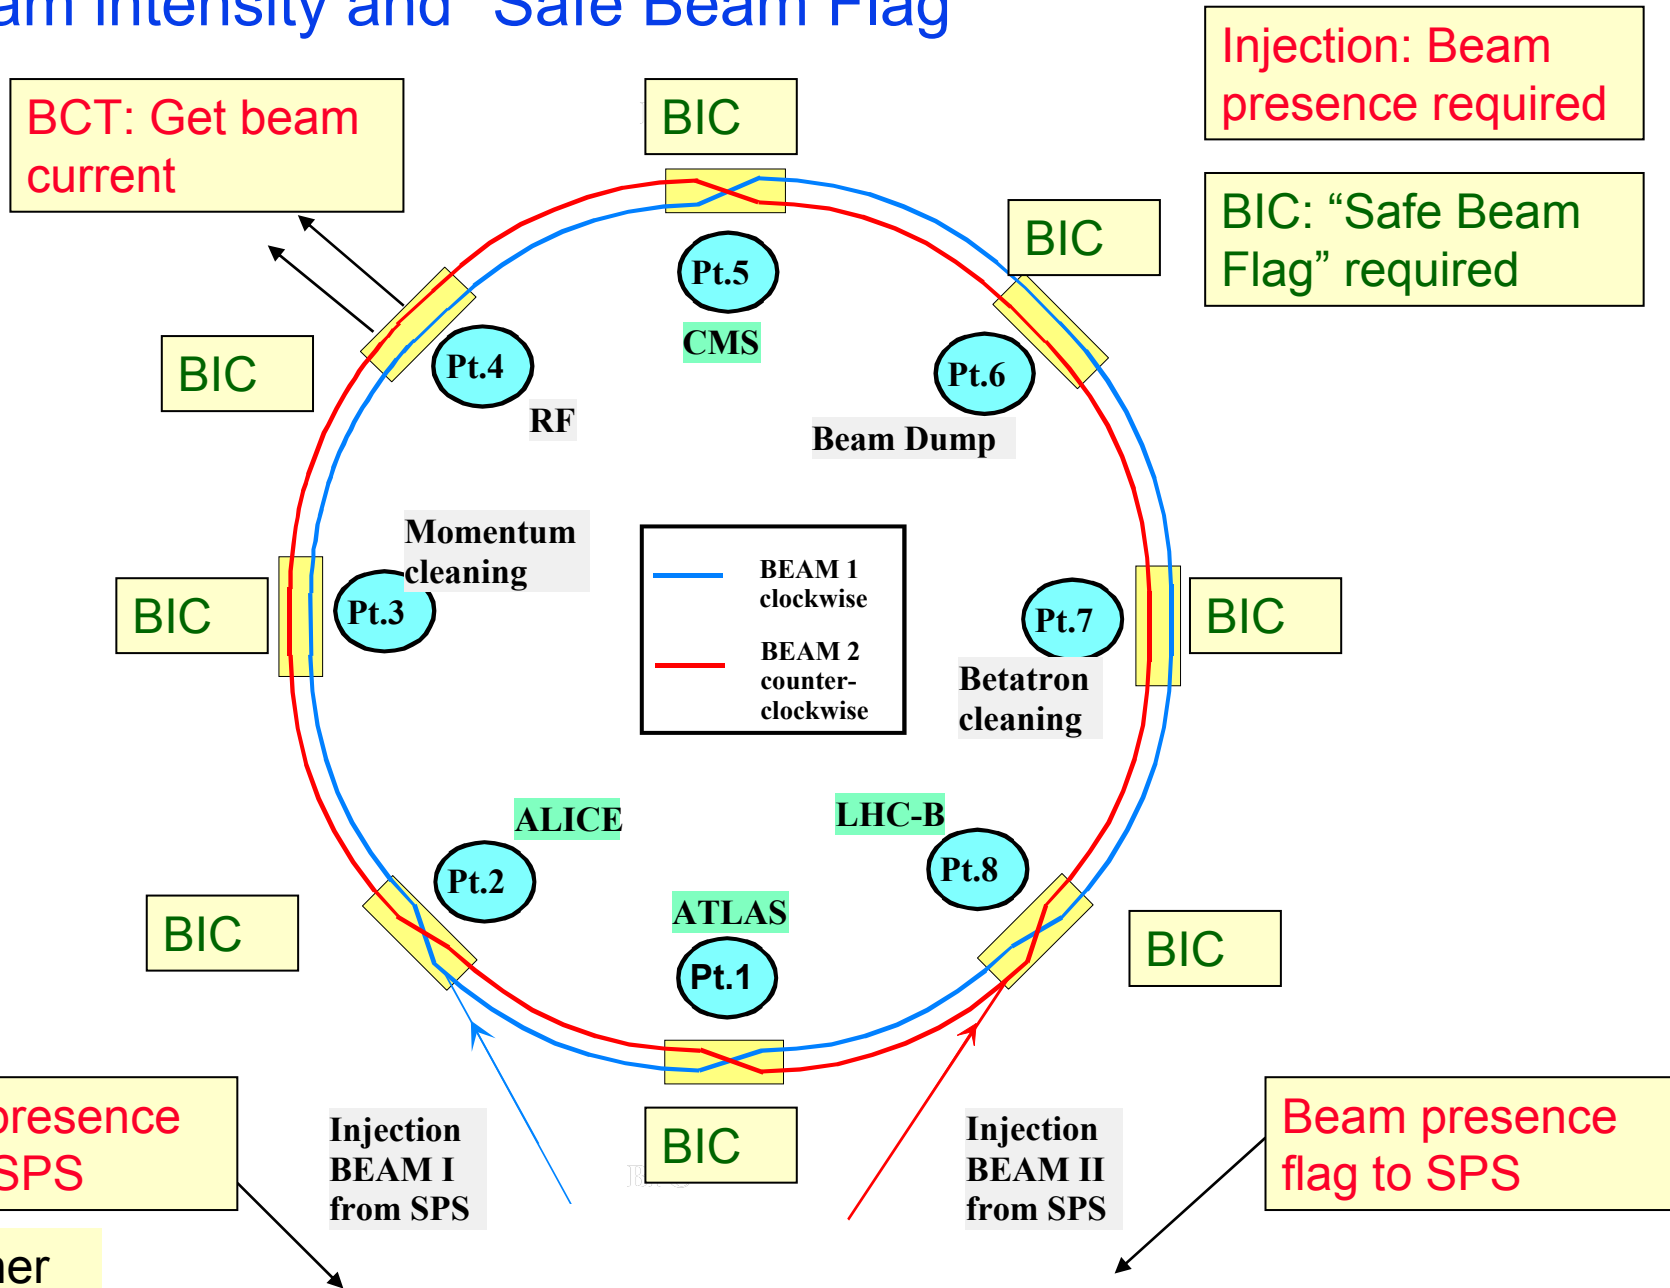 am Intensity and "Safe Beam Flag"
Injection: Beam
presence required
BCT: Get beam
current
BIC
BIC: “Safe Beam
Flag” required
BIC
Pt.5
CMS
BIC
Pt.4
RF
Pt.6
Beam Dump
Momentum
cleaning
BIC
Pt.3
BEAM 1
clockwise
BEAM 2
counter-
clockwise
Pt.7
BIC
Betatron
cleaning
ALICE
LHC-B
Pt.2
Pt.8
BIC
ATLAS
BIC
Pt.1
presence
SPS
Injection
BEAM I
from SPS
BIC
Injection
BEAM II
from SPS
Beam presence
flag to SPS